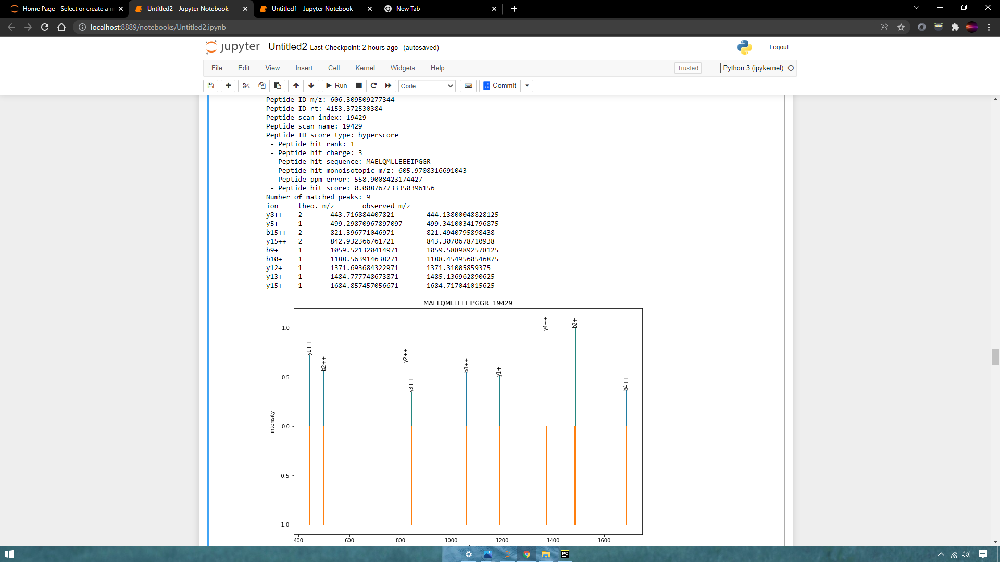 Home Page - Select or create a n
Untitled2 - Jupyter Notebook
Untitled1 - Jupyter Notebook
New Tab
localhost:8889/notebooks/Untitled2.ipynb
jupyter Untitled2 Last Checkpoint: 2 hours ago (autosaved)
Logout
File Edit View Insert Cell Kernel Widgets Help
Trusted
Python 3 (ipykernel)
Run
Code
Commit
Peptide ID m/z: 606.309509277344
Peptide ID rt: 4153.372530384
Peptide scan index: 19429
Peptide scan name: 19429
Peptide ID score type: hyperscore
- Peptide hit rank: 1
- Peptide hit charge: 3
- Peptide hit sequence: MAELQMLLEEEIPGGR
- Peptide hit monoisotopic m/z: 605.9708316691043
- Peptide ppm error: 558.9008423174427
- Peptide hit score: 0.008767733350396156
Number of matched peaks: 9
ion theo. m/z observed m/z
y8++ 2 443.716884407821 444.13800048828125
y5+ 1 499.29870967897097 499.34100341796875
b15++ 2 821.396771046971 821.4940795898438
y15++ 2 842.932366761721 843.3070678710938
b9+ 1 1059.521320414971 1059.5889892578125
b10+ 1 1188.563914638271 1188.4549560546875
y12+ 1 1371.693684322971 1371.31005859375
y13+ 1 1484.777748673871 1485.136962890625
y15+ 1 1684.857457056671 1684.717041015625
MAELQMLLEEEIPGGR 19429
y1++
b2++
y2++
y3++
b3++
y1+
y4++
b2+
b4++
1.0
0.5
0.0
−0.5
−1.0
intensity
400 600 800 1000 1200 1400 1600
PC